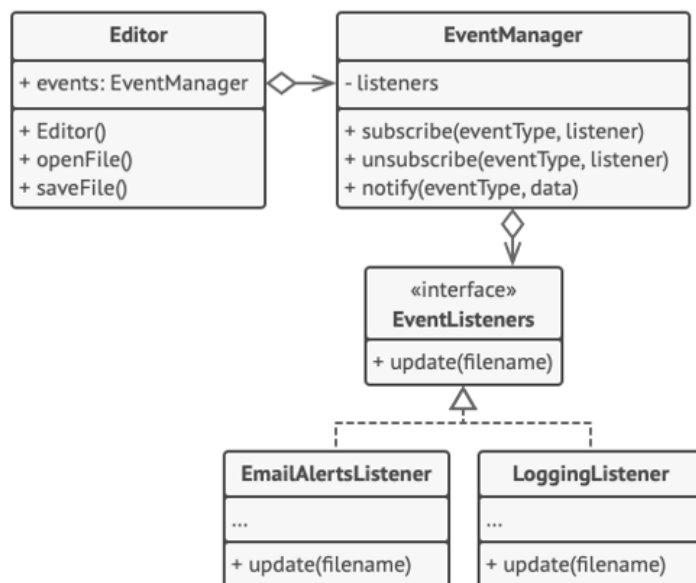 Editor
+ events: EventManager
+ Editor()
+ openFile()
+ saveFile()
EventManager
- listeners
+ subscribe(eventType, listener)
+ unsubscribe(eventType, listener)
+ notify(eventType, data)
«interface»
EventListeners
+ update(filename)
EmailAlertsListener
...
+ update(filename)
LoggingListener
...
+ update(filename)